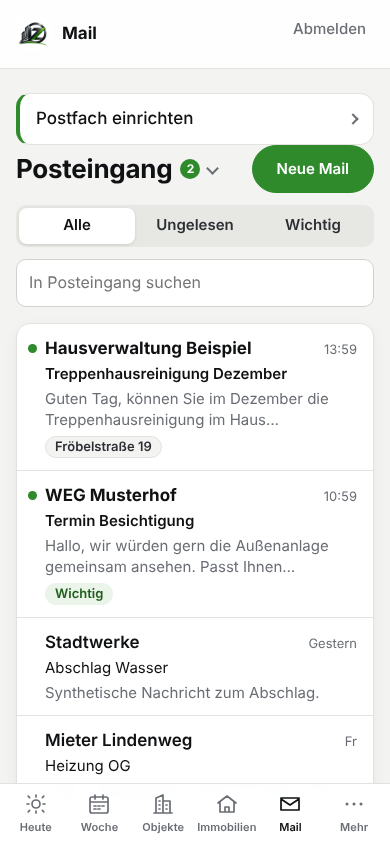 Mail
Abmelden
Postfach einrichten
Posteingang 2
Neue Mail
Alle
Ungelesen
Wichtig
In Posteingang suchen
Hausverwaltung Beispiel 13:59
Treppenhausreinigung Dezember
Guten Tag, können Sie im Dezember die
Treppenhausreinigung im Haus...
Fröbelstraße 19
WEG Musterhof 10:59
Termin Besichtigung
Hallo, wir würden gern die Außenanlage
gemeinsam ansehen. Passt Ihnen...
Wichtig
Stadtwerke Gestern
Abschlag Wasser
Synthetische Nachricht zum Abschlag.
Mieter Lindenweg Fr
Heizung OG
Heute
Woche
Objekte
Immobilien
Mail
Mehr